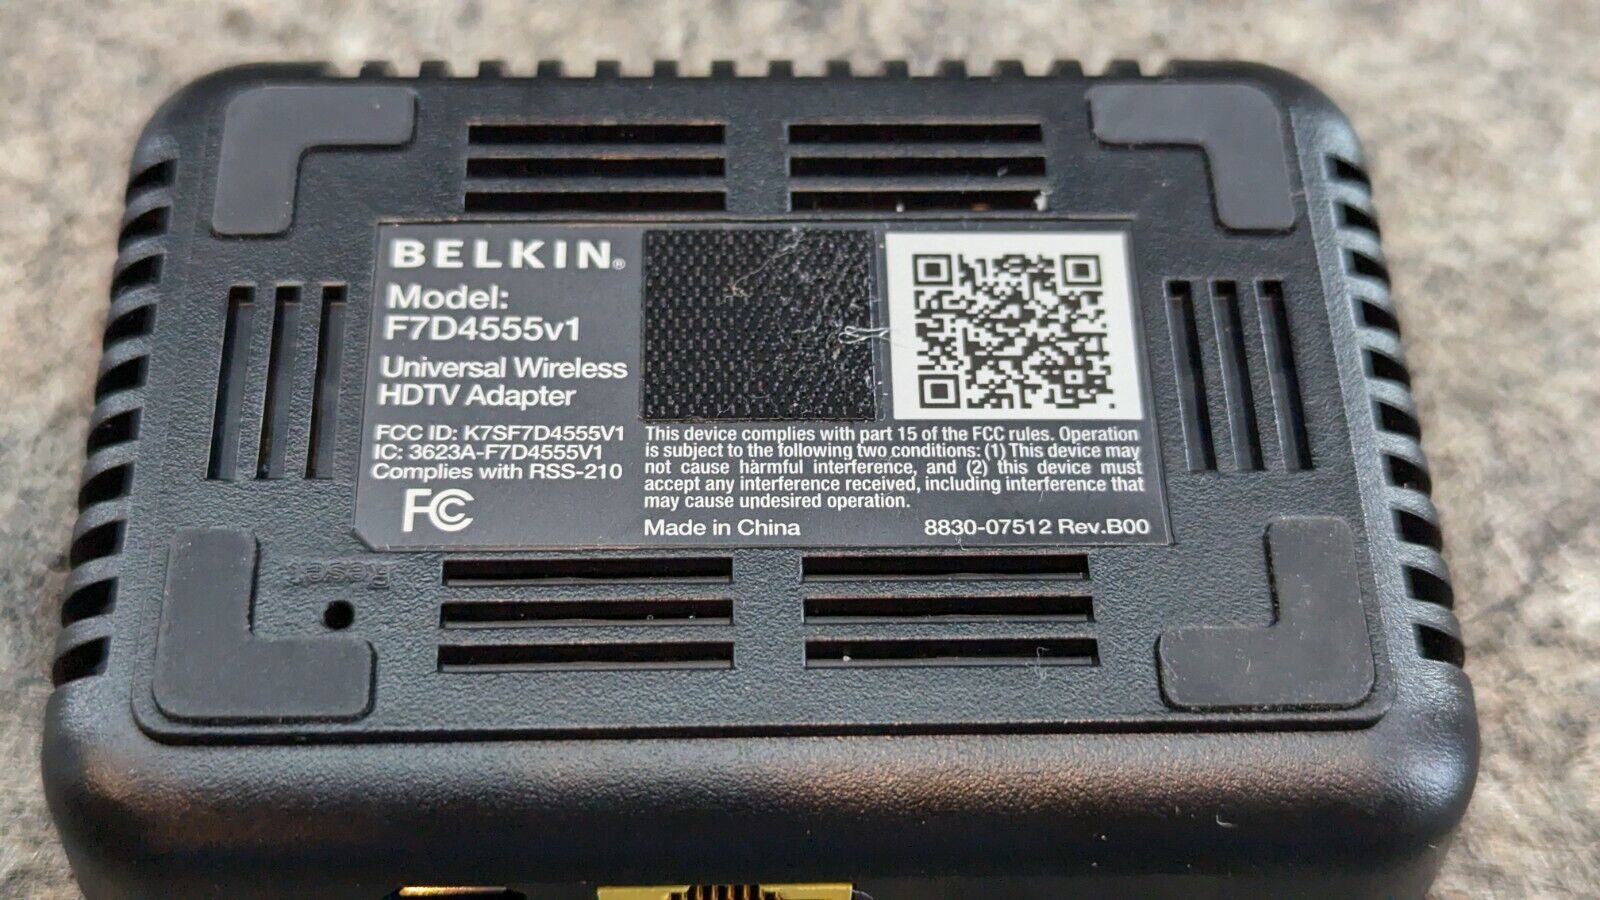 BELKIN®
Model:
F7D4555v1
Universal Wireless
HDTV Adapter
FCC ID: K7SF7D4555V1
IC: 3623A-F7D4555V1
Complies with RSS-210
FC
This device complies with part 15 of the FCC rules. Operation
is subject to the following two conditions: (1) This device may
not cause harmful interference, and (2) this device must
accept any interference received, including interference that
may cause undesired operation.
Made in China
8830-07512 Rev.B00
Reset